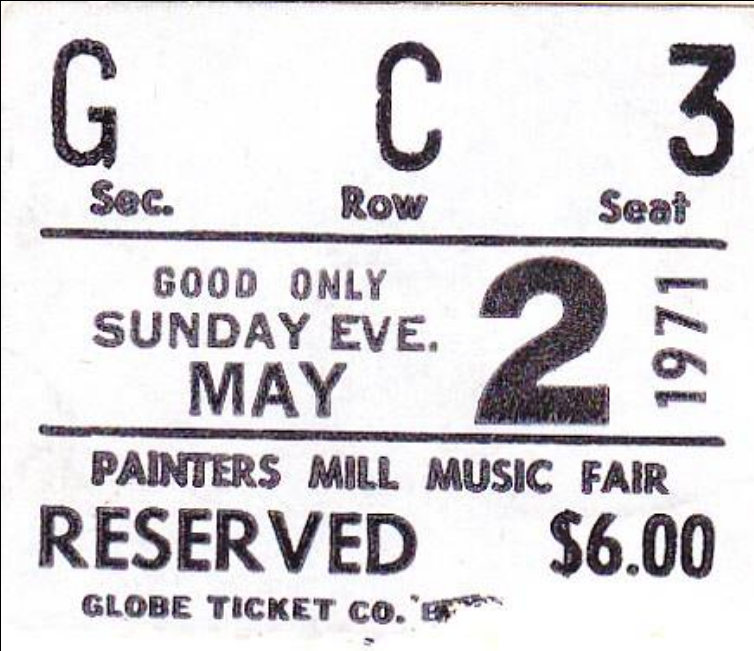 G C 3
Sec. Row Seat
GOOD ONLY
SUNDAY EVE.
MAY 2 1971
PAINTERS MILL MUSIC FAIR
RESERVED $6.00
GLOBE TICKET CO.